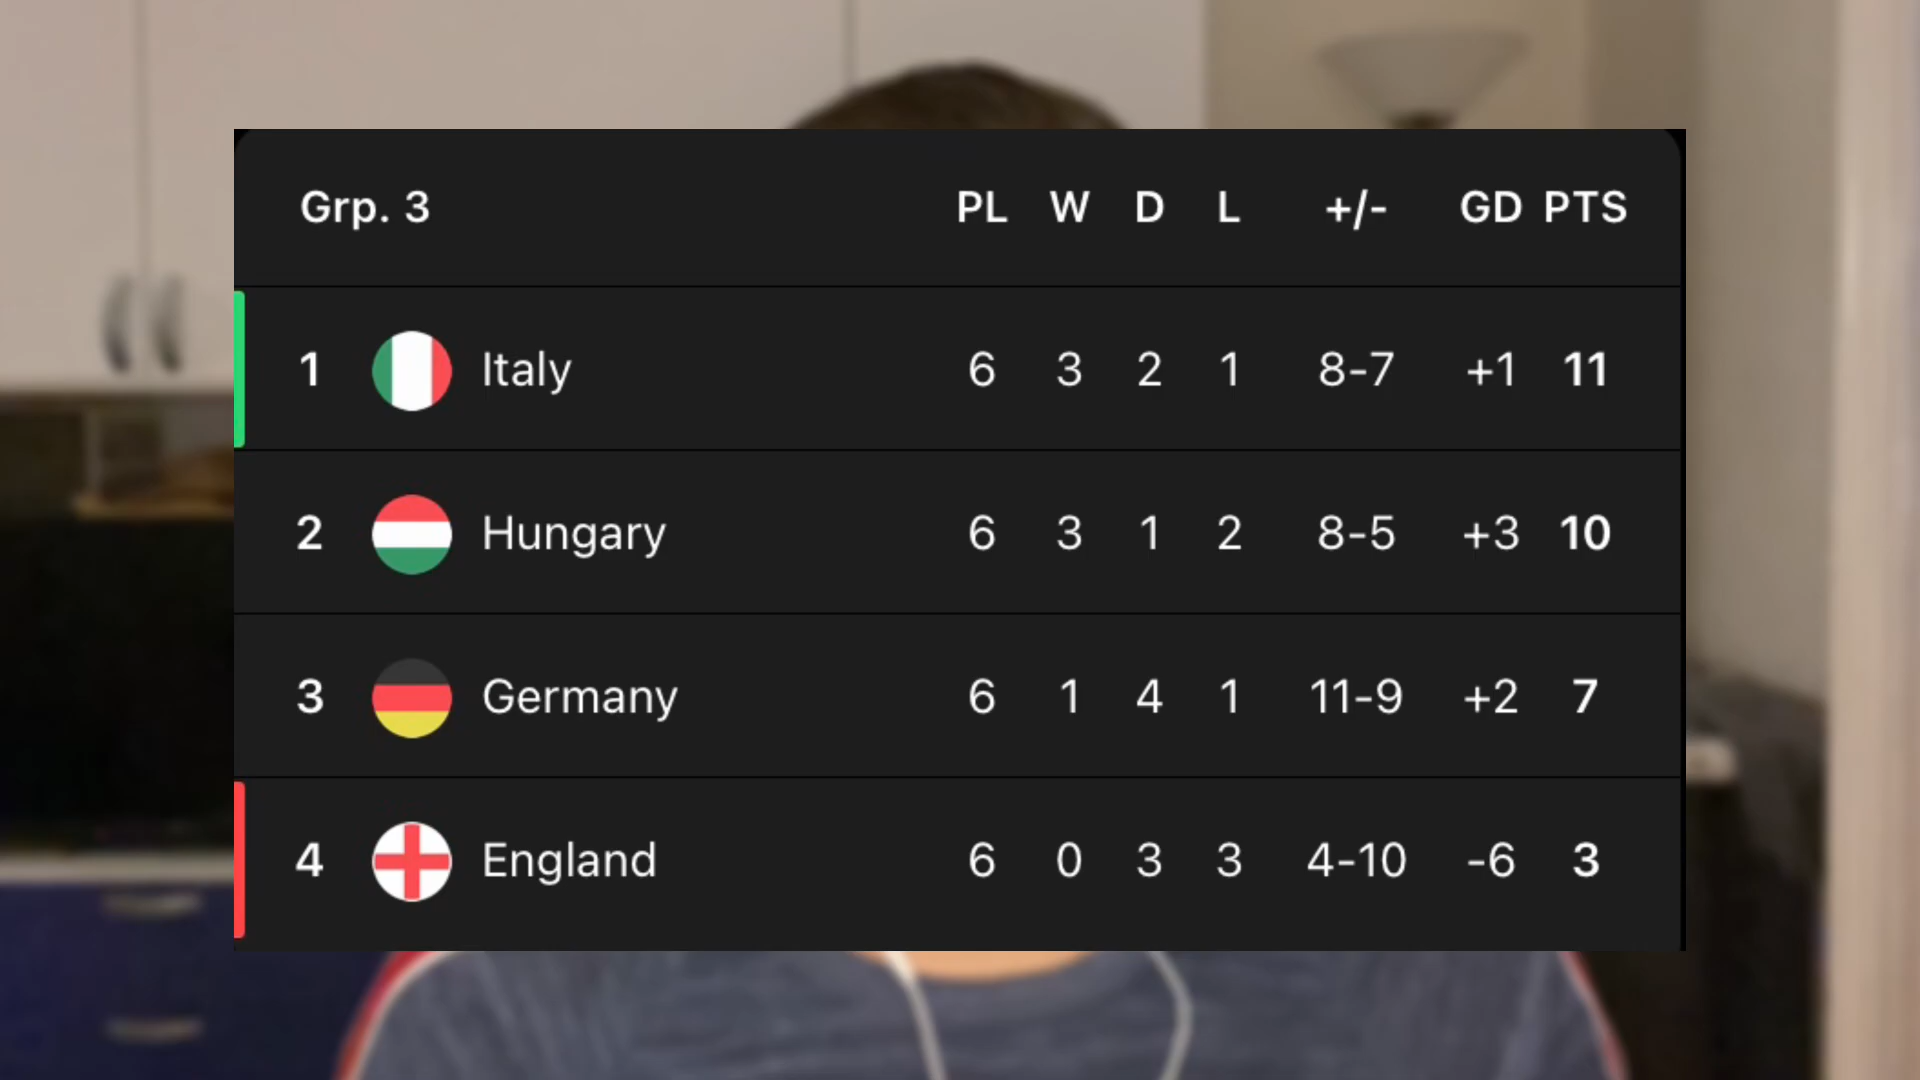 Grp. 3 PL W D L +/- GD PTS
1 Italy 6 3 2 1 8-7 +1 11
2 Hungary 6 3 1 2 8-5 +3 10
3 Germany 6 1 4 1 11-9 +2 7
4 England 6 0 3 3 4-10 -6 3